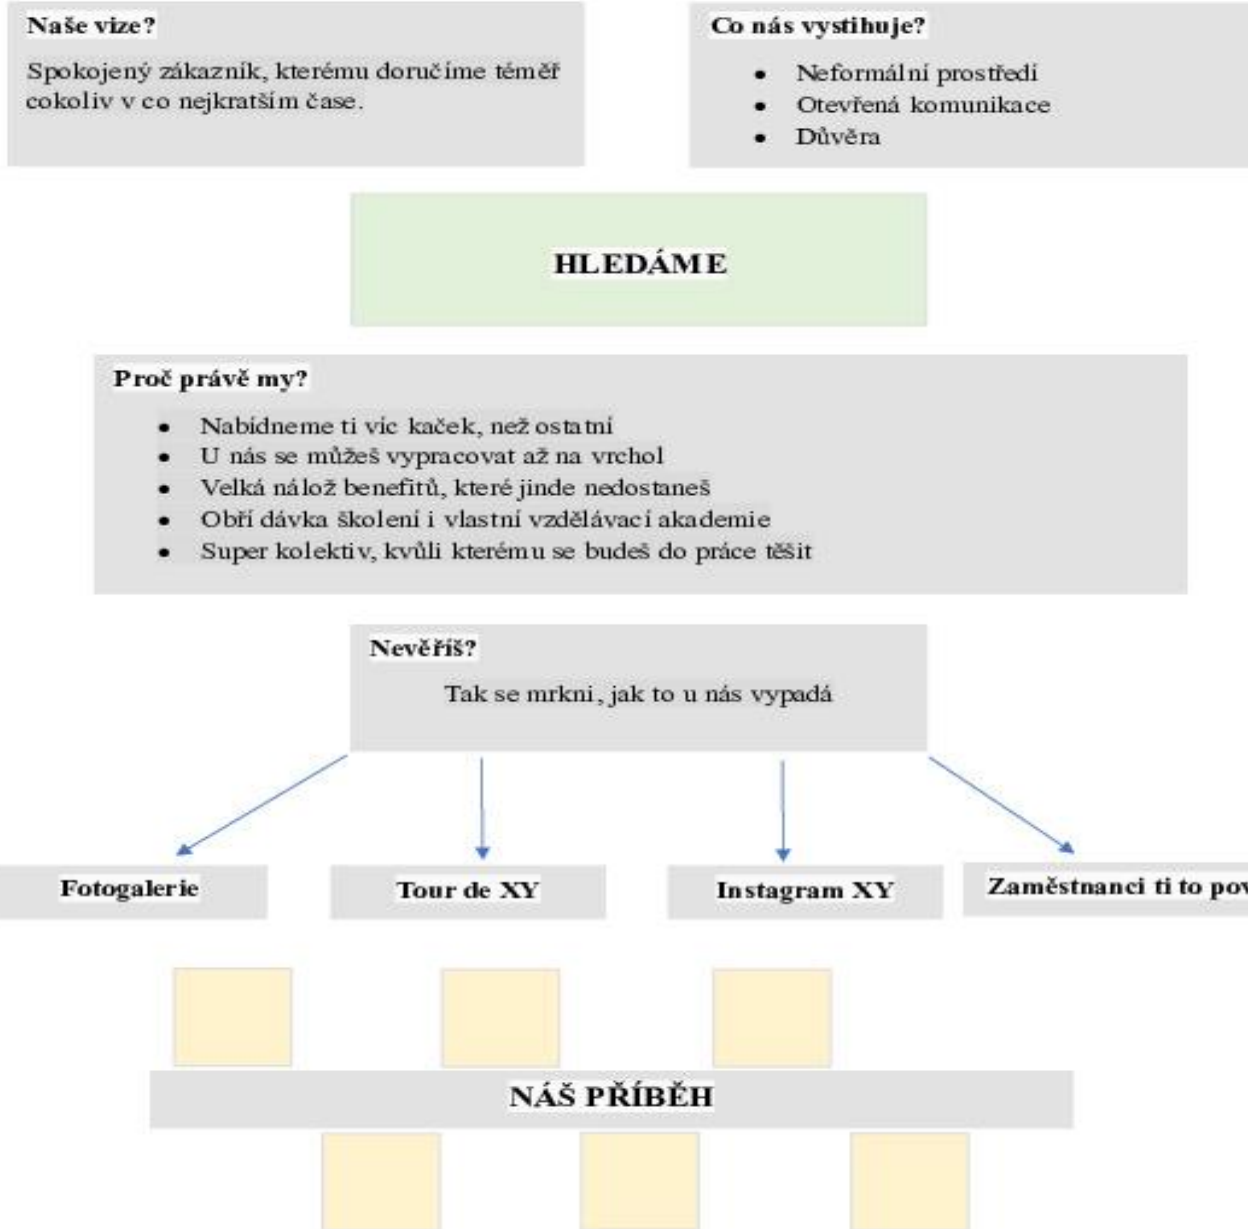 Naše vize?
Spokojený zákazník, kterému doručíme téměř
cokoliv v co nejkratším čase.
Co nás vystihuje?
• Neformální prostředí
• Otevřená komunikace
• Důvěra
HLEDÁME
Proč právě my?
• Nabídneme ti víc kaček, než ostatní
• U nás se můžeš vypracovat až na vrchol
• Velká nálož benefitů, které jinde nedostaneš
• Obří dávka školení i vlastní vzdělávací akademie
• Super kolektiv, kvůli kterému se budeš do práce těšit
Nevěříš?
Tak se mrkni, jak to u nás vypadá
Fotogalerie
Tour de XY
Instagram XY
Zaměstnanci ti to
NÁŠ PŘÍBĚH